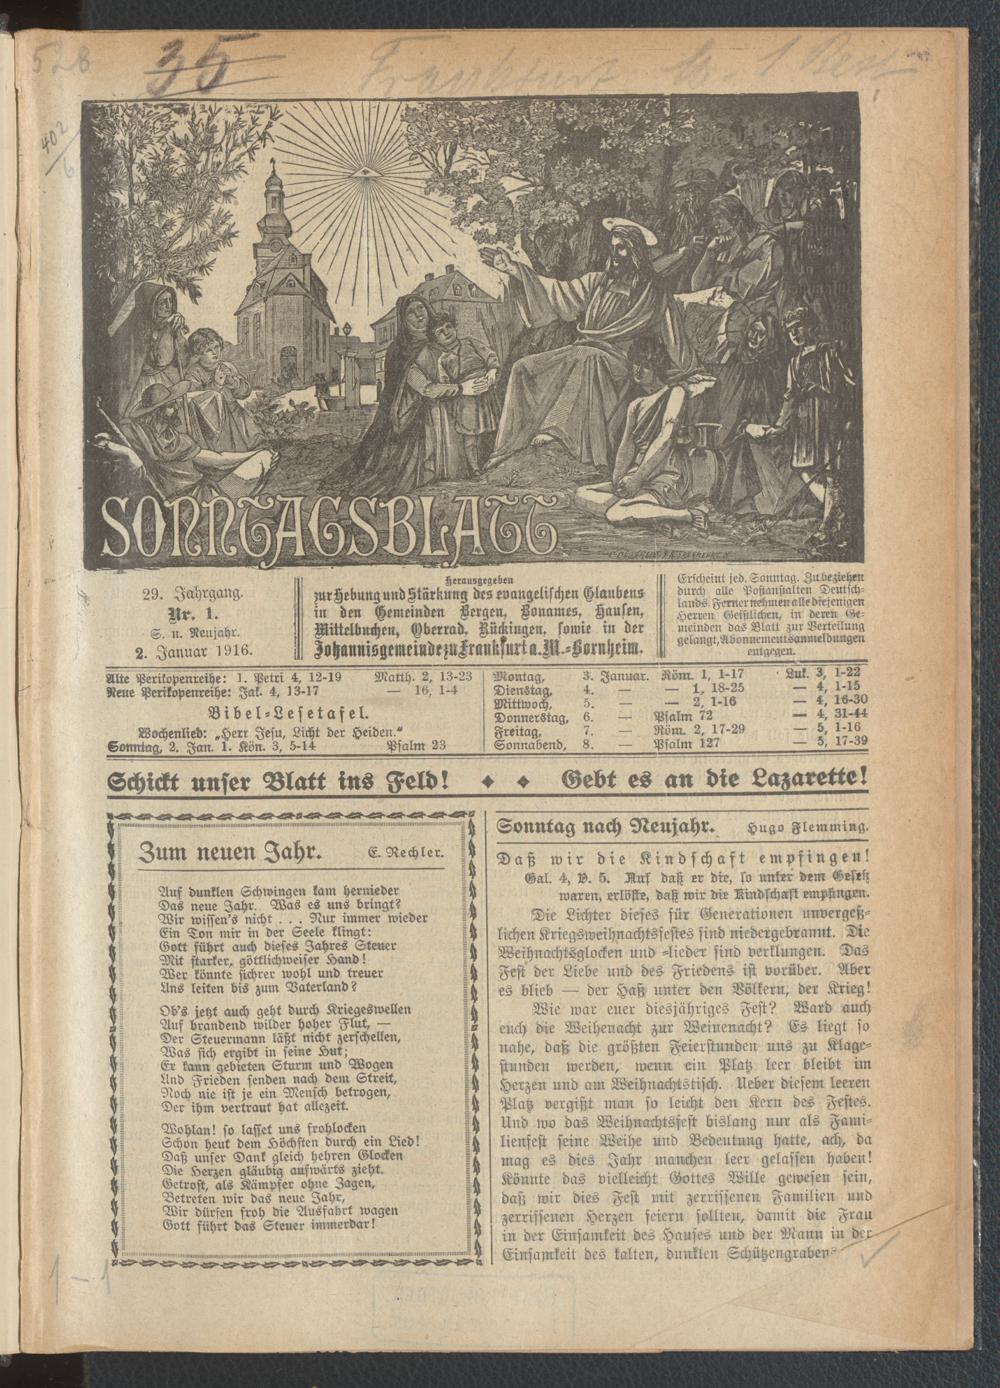 528
35
Frankfurt
402
6
SONNTAGSBLATT
29. Jahrgang.
Nr. 1.
S. n. Neujahr.
2. Januar 1916.
Herausgegeben
zur Hebung und Stärkung des evangelischen Glaubens
in den Gemeinden Bergen, Bonames, Hausen,
Mittelbuchen, Oberrad, Rückingen, sowie in der
Johannisgemeinde zu Frankfurt a. M.-Bornheim.
Erscheint jed. Sonntag. Zu beziehen
durch alle Postanstalten Deutsch-
lands. Ferner nehmen alle diejenigen
Herren Geistlichen, in deren Ge-
meinden das Blatt zur Verteilung
gelangt, Abonnementsanmeldungen
entgegen.
Alte Perikopenreihe: 1. Petri 4, 12-19 Matth. 2, 13-23
Neue Perikopenreihe: Jak. 4, 13-17 — 16, 1-4
Bibel-Lesetafel.
Wochenlied: „Herr Jesu, Licht der Heiden.“
Sonntag, 2. Jan. 1. Kön. 3, 5-14 Psalm 23
Montag, 3. Januar. Röm. 1, 1-17 Luk. 3, 1-22
Dienstag, 4. — — 1, 18-25 — 4, 1-15
Mittwoch, 5. — — 2, 1-16 — 4, 16-30
Donnerstag, 6. — Psalm 72 — 4, 31-44
Freitag, 7. — Röm. 2, 17-29 — 5, 1-16
Sonnabend, 8. — Psalm 127 — 5, 17-39
Schickt unser Blatt ins Feld! ◆ ◆ Gebt es an die Lazarette!
Zum neuen Jahr. E. Rechler.
Auf dunklen Schwingen kam hernieder
Das neue Jahr. Was es uns bringt?
Wir wissen's nicht . . . Nur immer wieder
Ein Ton mir in der Seele klingt:
Gott führt auch dieses Jahres Steuer
Mit starker, göttlichweiser Hand!
Wer könnte sichrer wohl und treuer
Uns leiten bis zum Vaterland?
Ob's jetzt auch geht durch Kriegeswellen
Auf brandend wilder hoher Flut, —
Der Steuermann läßt nicht zerschellen,
Was sich ergibt in seine Hut;
Er kann gebieten Sturm und Wogen
Und Frieden senden nach dem Streit,
Noch nie ist je ein Mensch betrogen,
Der ihm vertraut hat allezeit.
Wohlan! so lasset uns frohlocken
Schon heut dem Höchsten durch ein Lied!
Daß unser Dank gleich hehren Glocken
Die Herzen gläubig aufwärts zieht.
Getrost, als Kämpfer ohne Zagen,
Betreten wir das neue Jahr,
Wir dürfen froh die Ausfahrt wagen
Gott führt das Steuer immerdar!
Sonntag nach Neujahr. Hugo Flemming.
Daß wir die Kindschaft empfingen!
Gal. 4, V. 5. Auf daß er die, so unter dem Gesetz
waren, erlöste, daß wir die Kindschaft empfingen.
Die Lichter dieses für Generationen unvergeß-
lichen Kriegsweihnachtsfestes sind niedergebrannt. Die
Weihnachtsglocken und -lieder sind verklungen. Das
Fest der Liebe und des Friedens ist vorüber. Aber
es blieb — der Haß unter den Völkern, der Krieg!
Wie war euer diesjähriges Fest? Ward auch
euch die Weihenacht zur Weinenacht? Es liegt so
nahe, daß die größten Feierstunden uns zu Klage-
stunden werden, wenn ein Platz leer bleibt im
Herzen und am Weihnachtstisch. Ueber diesem leeren
Platz vergißt man so leicht den Kern des Festes.
Und wo das Weihnachtsfest bislang nur als Fami-
lienfest seine Weihe und Bedeutung hatte, ach, da
mag es dies Jahr manchen leer gelassen haben!
Könnte das vielleicht Gottes Wille gewesen sein,
daß wir dies Fest mit zerrissenen Familien und
zerrissenen Herzen feiern sollten, damit die Frau
in der Einsamkeit des Hauses und der Mann in der
Einsamkeit des kalten, dunklen Schützengrabens
1 - 1